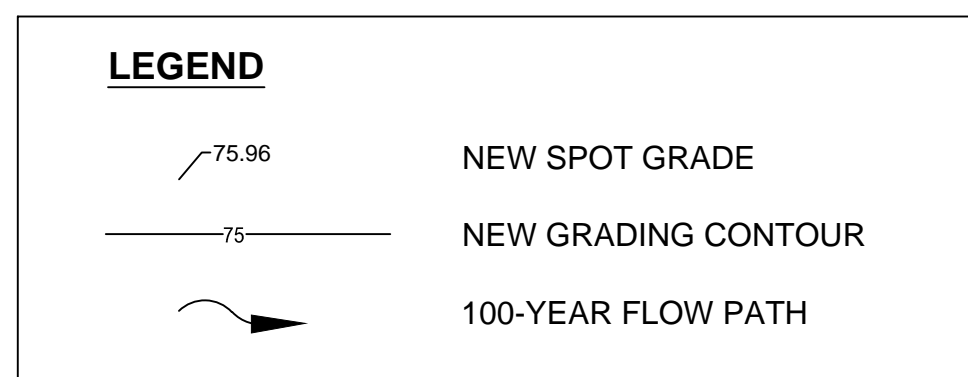 LEGEND
75.96 NEW SPOT GRADE
75 NEW GRADING CONTOUR
100-YEAR FLOW PATH